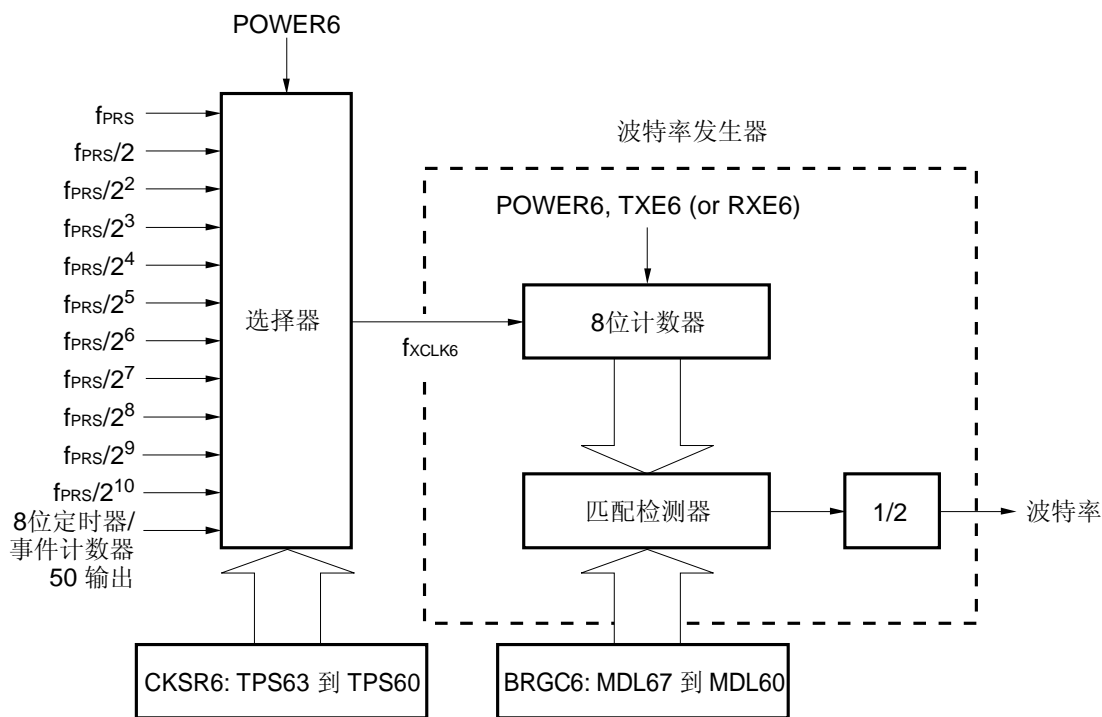 POWER6
fPRS
fPRS/2
fPRS/2²
fPRS/2³
fPRS/2⁴
fPRS/2⁵
fPRS/2⁶
fPRS/2⁷
fPRS/2⁸
fPRS/2⁹
fPRS/2¹⁰
8位定时器/
事件计数器
50 输出
选择器
fXCLK6
波特率发生器
POWER6, TXE6 (or RXE6)
8位计数器
匹配检测器
1/2
波特率
CKSR6: TPS63 到 TPS60
BRGC6: MDL67 到 MDL60